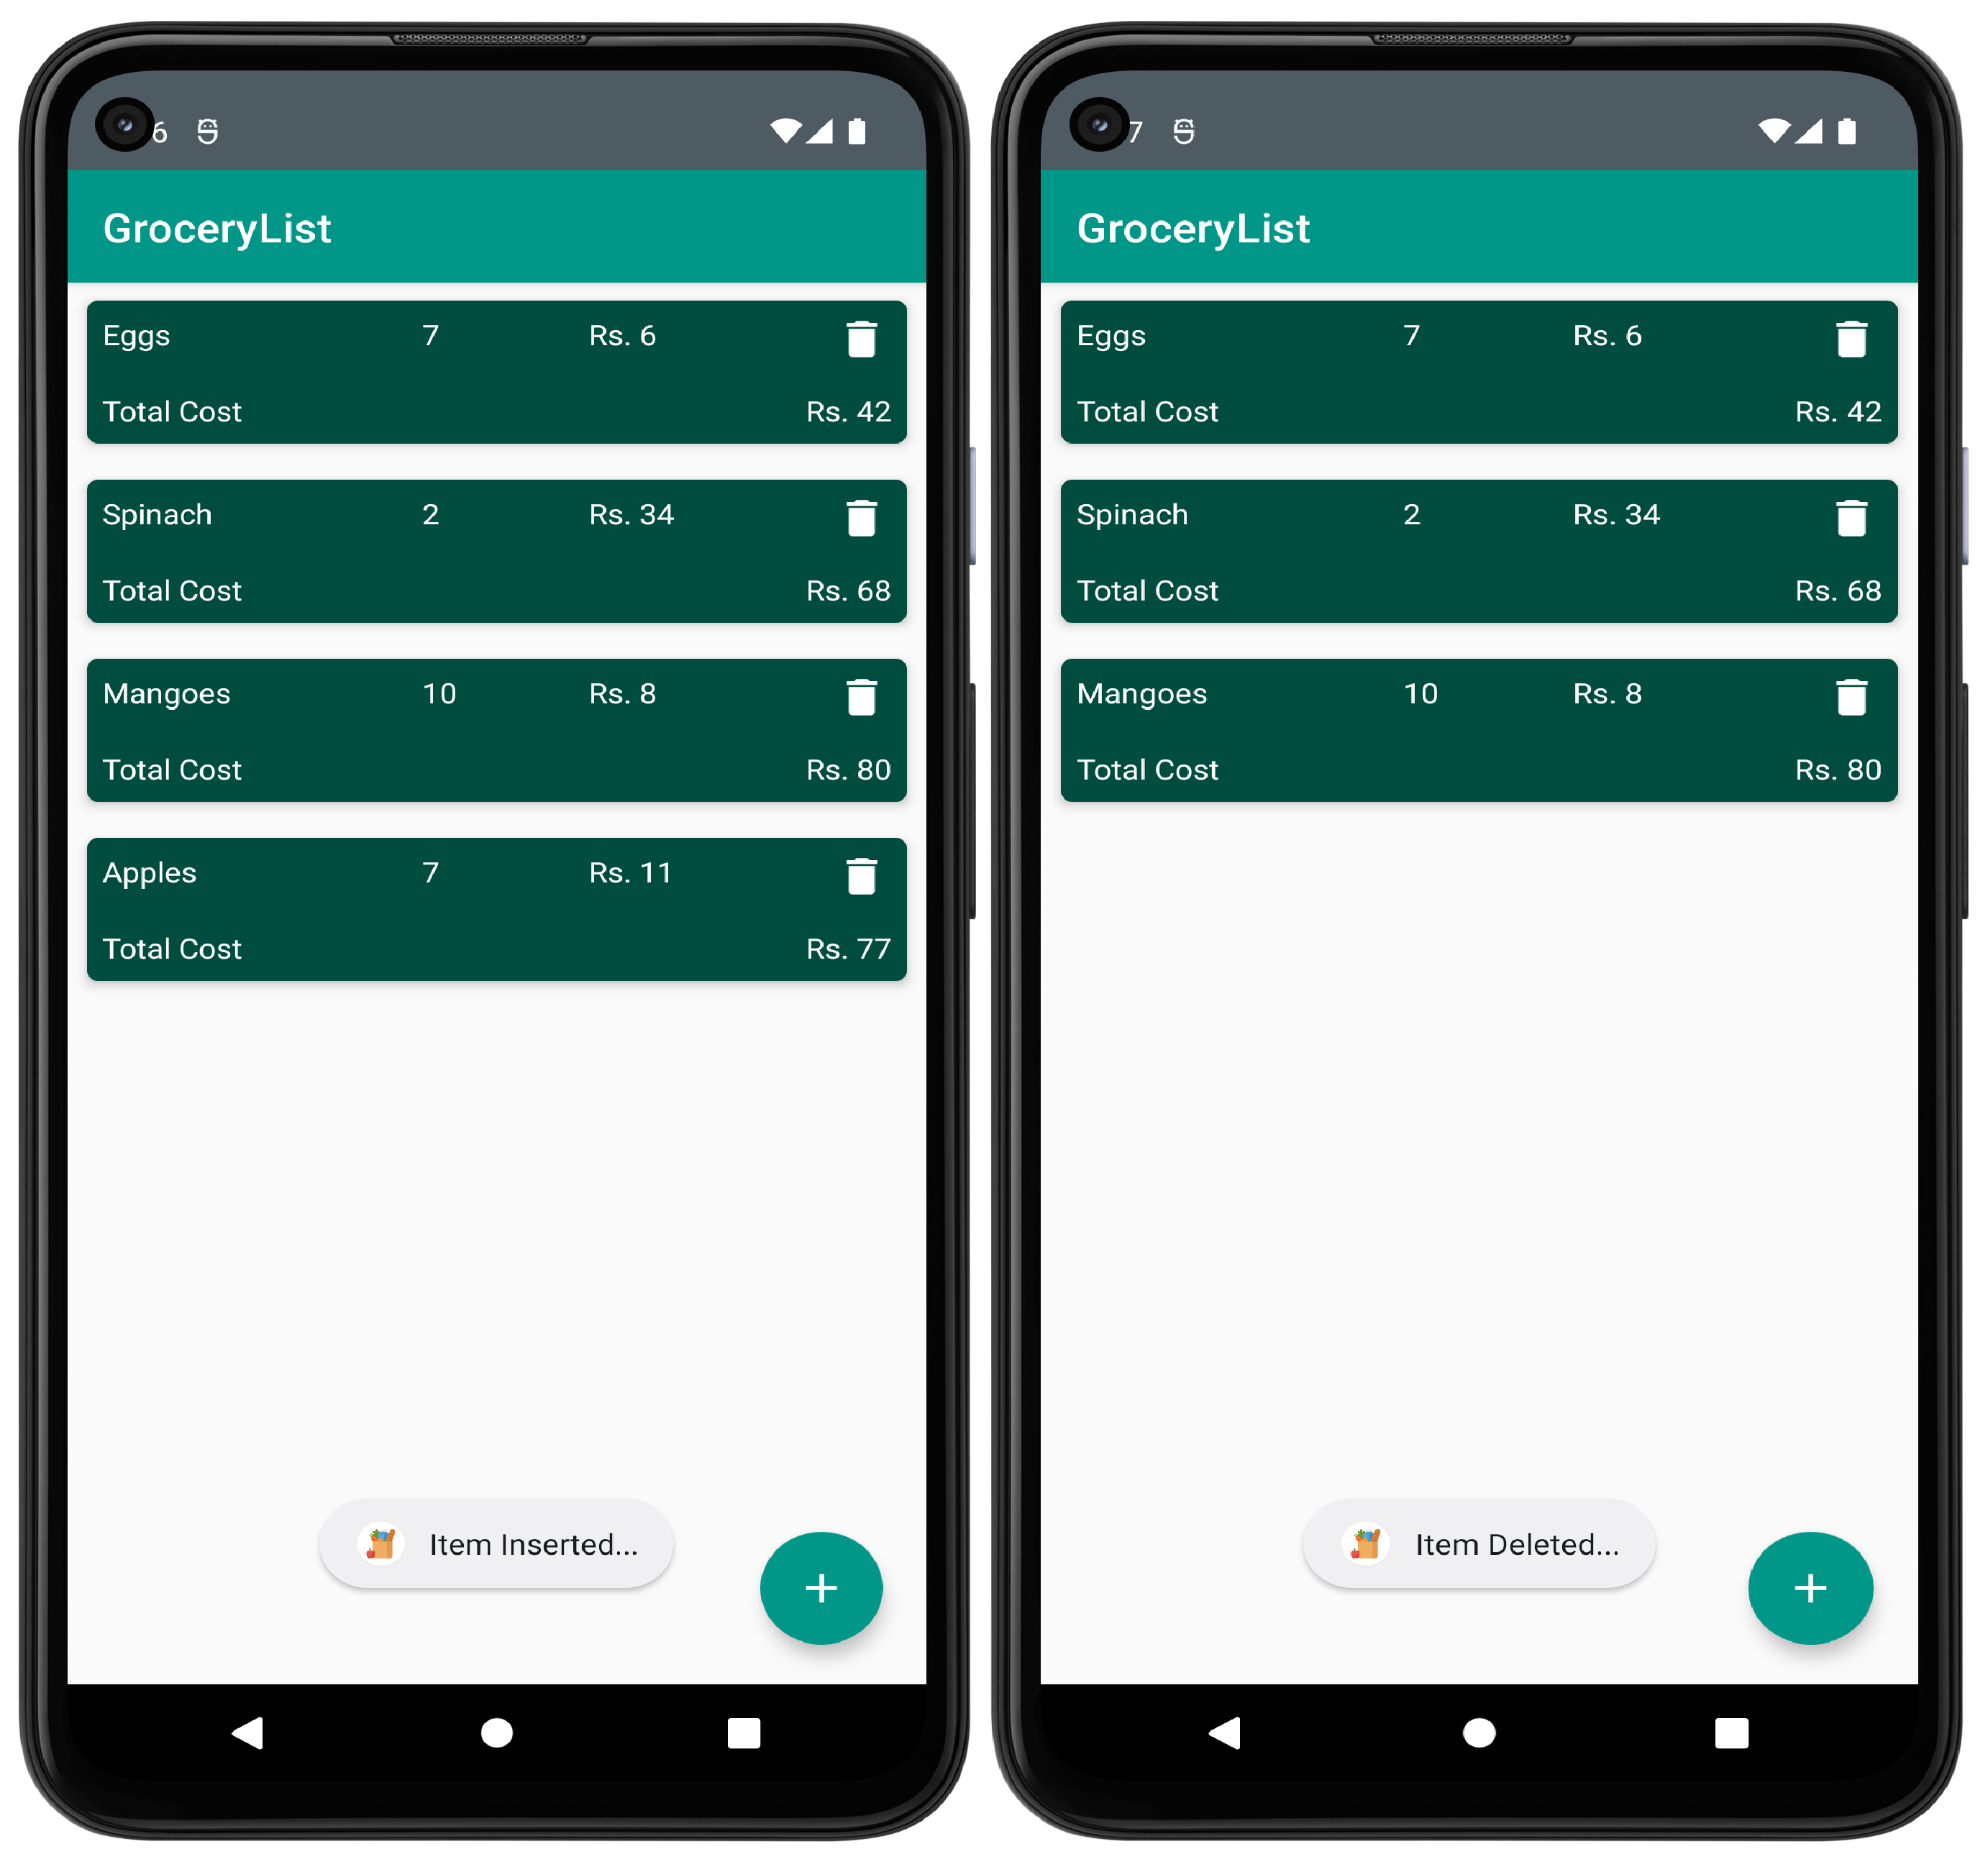 6
GroceryList
Eggs 7 Rs. 6
Total Cost Rs. 42
Spinach 2 Rs. 34
Total Cost Rs. 68
Mangoes 10 Rs. 8
Total Cost Rs. 80
Apples 7 Rs. 11
Total Cost Rs. 77
Item Inserted...
7
GroceryList
Eggs 7 Rs. 6
Total Cost Rs. 42
Spinach 2 Rs. 34
Total Cost Rs. 68
Mangoes 10 Rs. 8
Total Cost Rs. 80
Item Deleted...